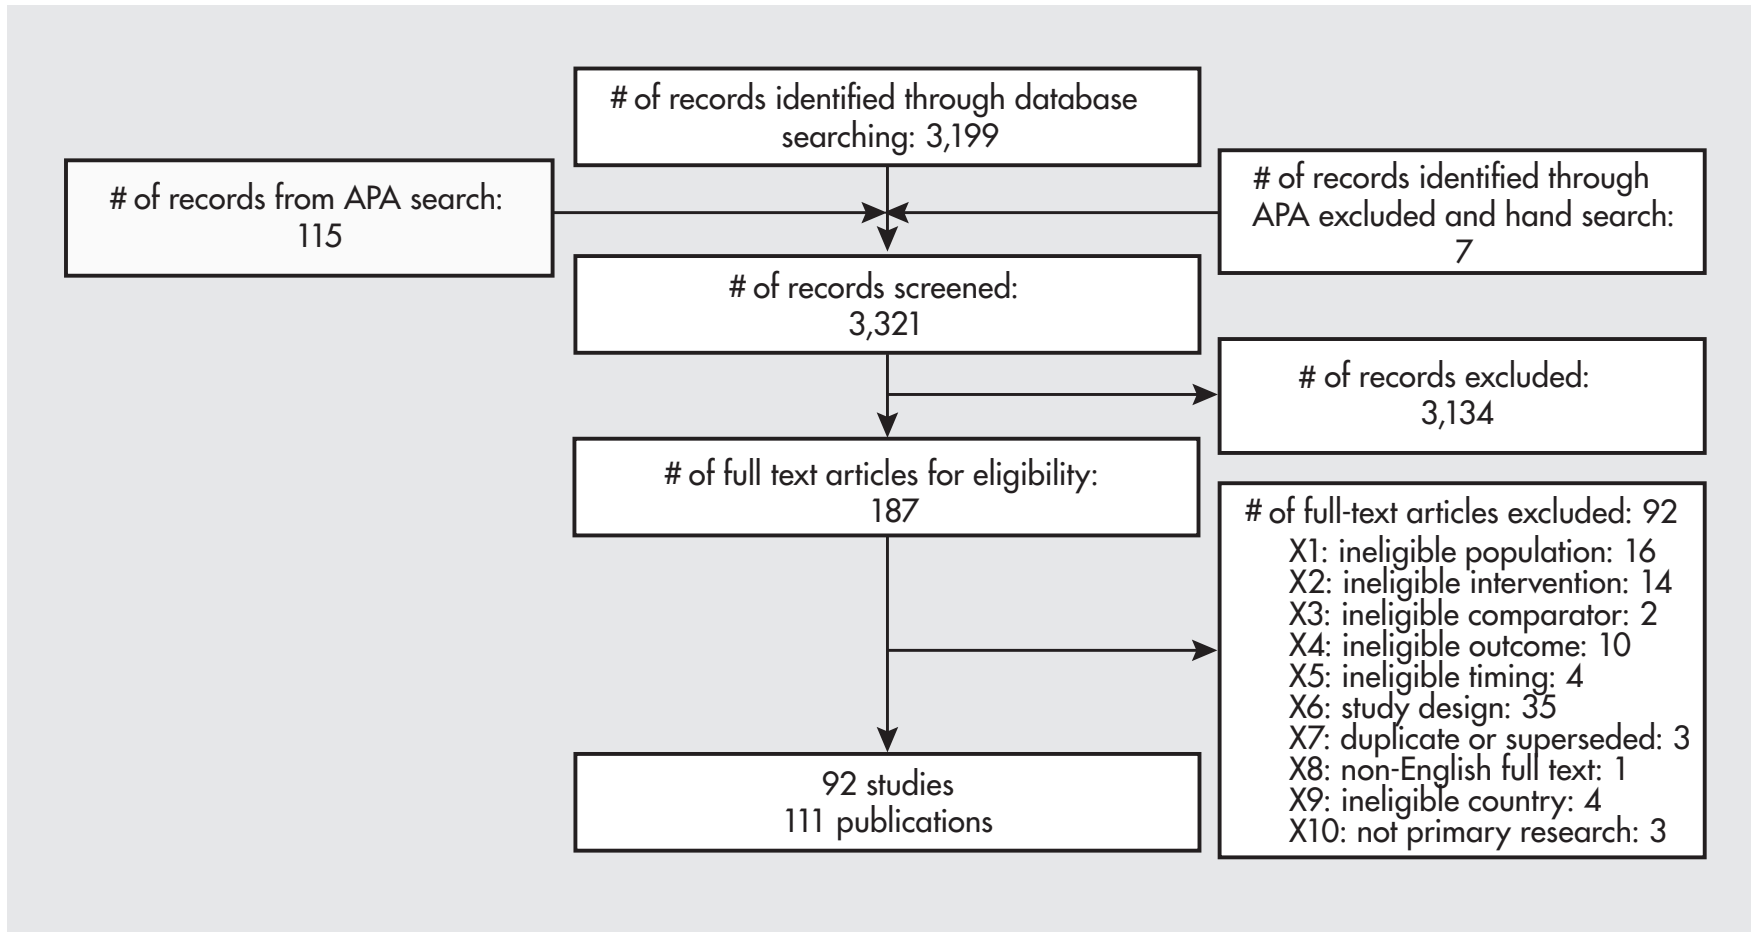 # of records identified through database
searching: 3,199
# of records from APA search:
115
# of records identified through
APA excluded and hand search:
7
# of records screened:
3,321
# of records excluded:
3,134
# of full text articles for eligibility:
187
# of full-text articles excluded: 92
X1: ineligible population: 16
X2: ineligible intervention: 14
X3: ineligible comparator: 2
X4: ineligible outcome: 10
X5: ineligible timing: 4
X6: study design: 35
X7: duplicate or superseded: 3
X8: non-English full text: 1
X9: ineligible country: 4
X10: not primary research: 3
92 studies
111 publications